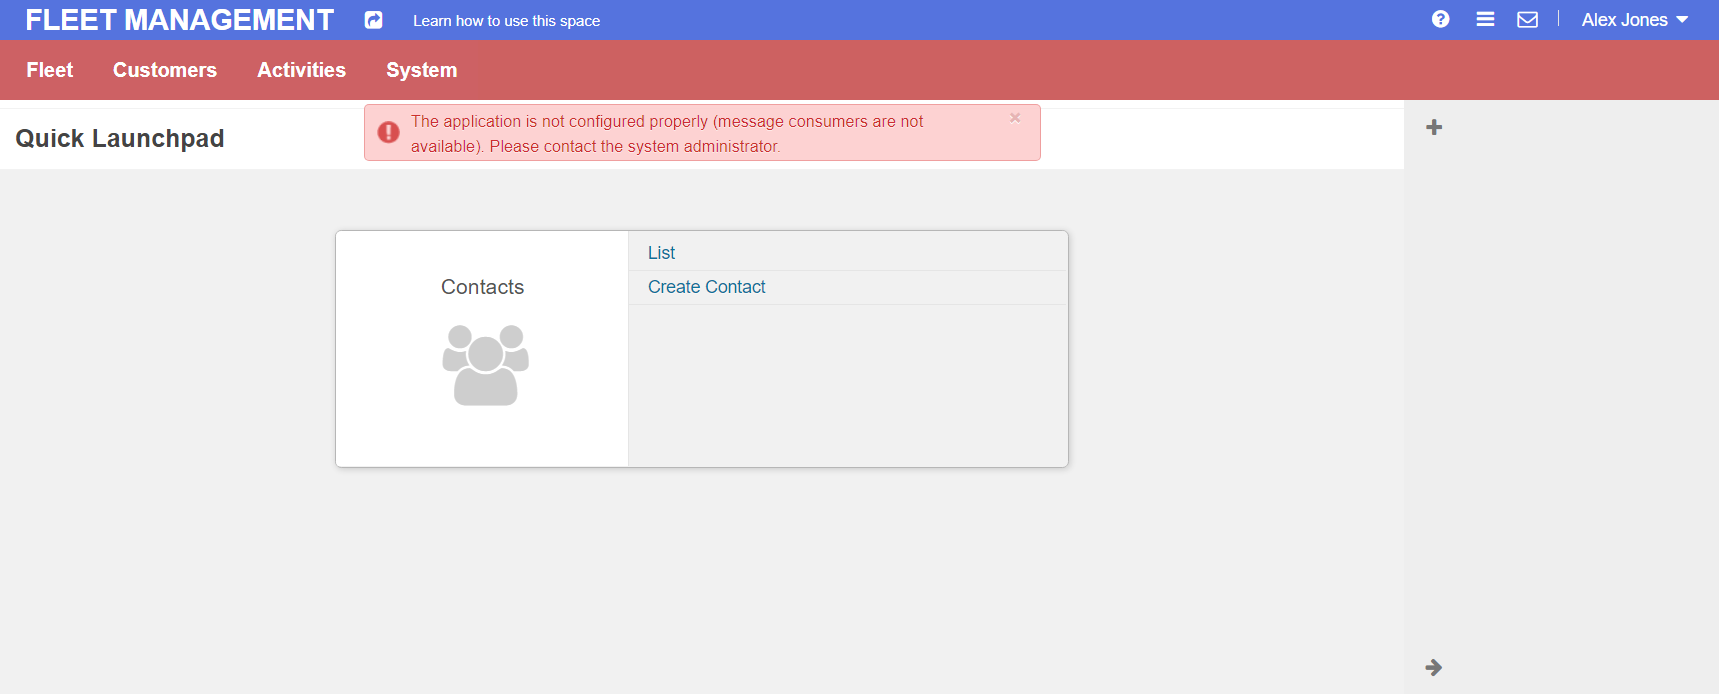 FLEET MANAGEMENT
Learn how to use this space
Alex Jones
Fleet
Customers
Activities
System
Quick Launchpad
The application is not configured properly (message consumers are not
available). Please contact the system administrator.
Contacts
List
Create Contact